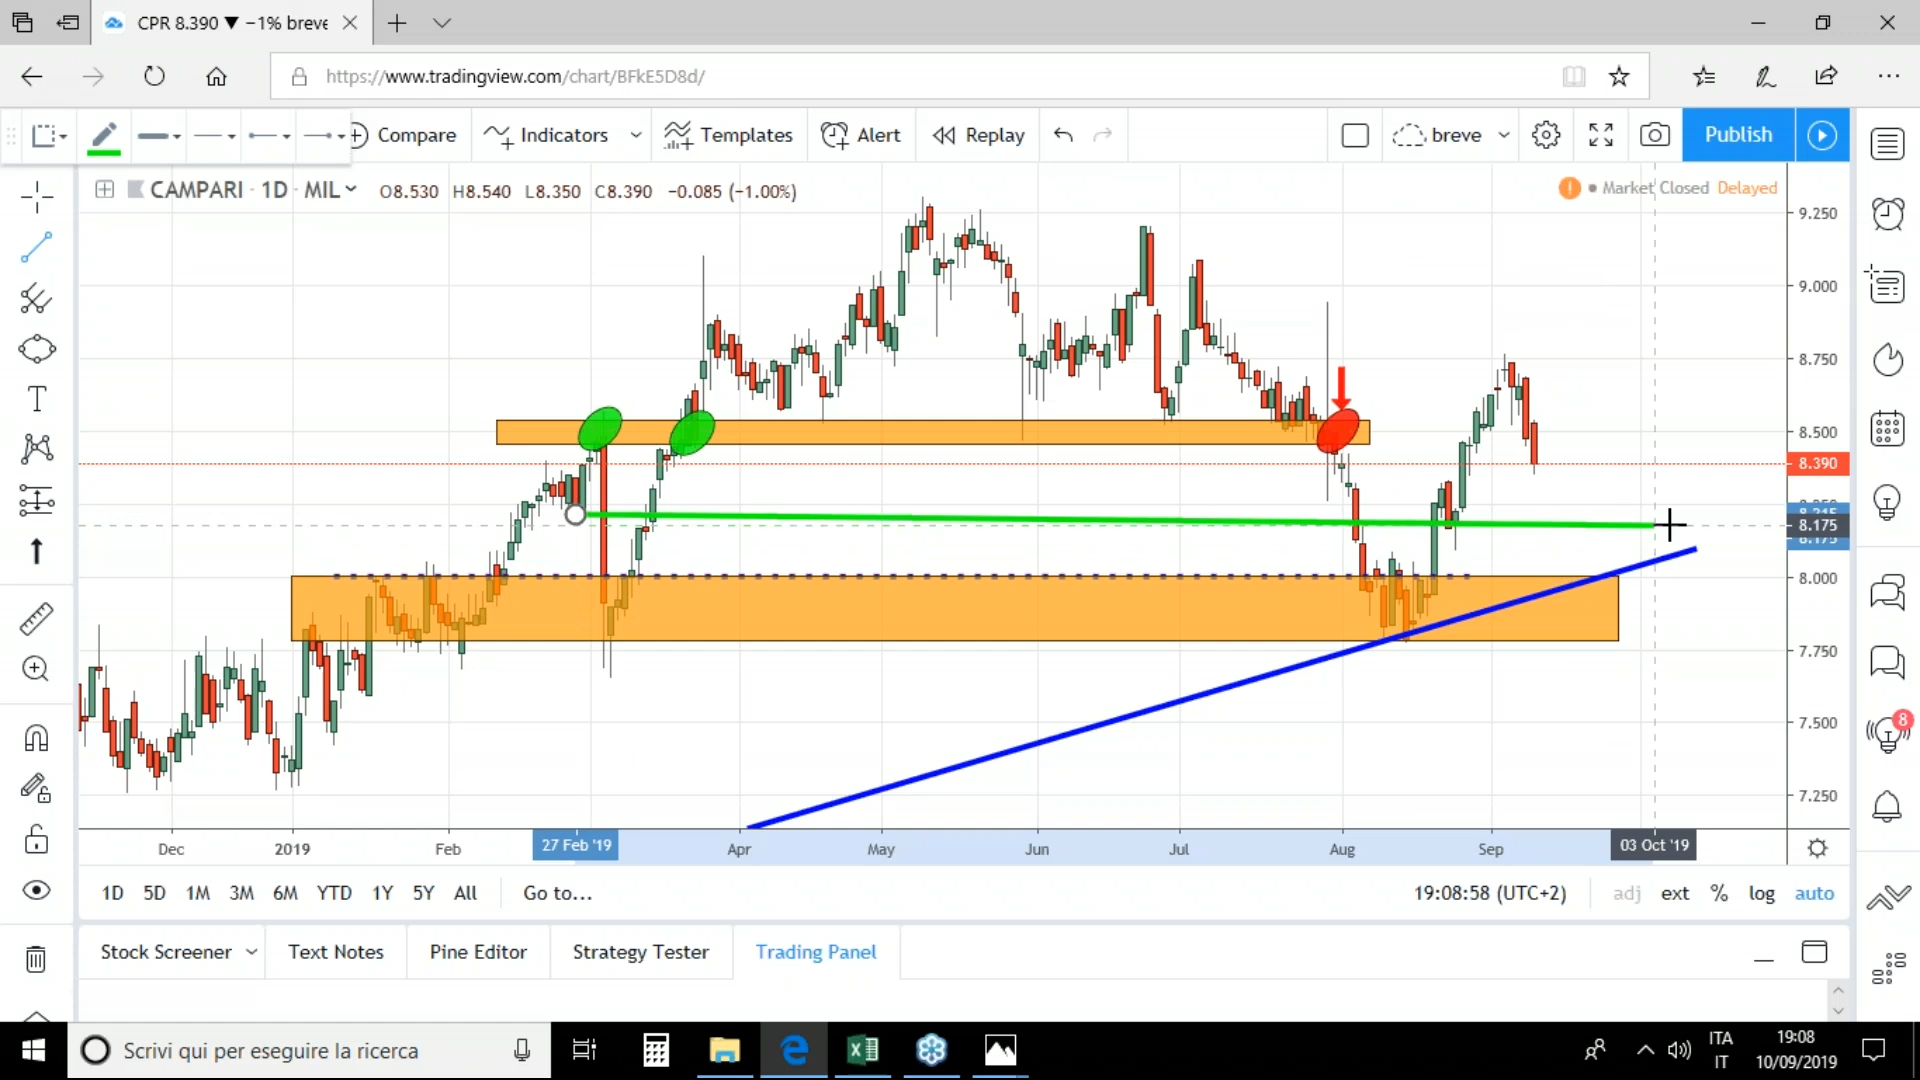 CPR 8.390 ▼ −1% breve
https://www.tradingview.com/chart/BFkE5D8d/
Compare
Indicators
Templates
Alert
Replay
breve
Publish
CAMPARI · 1D · MIL
O8.530 H8.540 L8.350 C8.390 −0.085 (−1.00%)
Market Closed Delayed
9.250
9.000
8.750
8.500
8.390
8.215
8.175
8.175
8.000
7.750
7.500
7.250
Dec 2019 Feb 27 Feb '19 Apr May Jun Jul Aug Sep 03 Oct '19
1D 5D 1M 3M 6M YTD 1Y 5Y All Go to...
19:08:58 (UTC+2) adj ext % log auto
Stock Screener Text Notes Pine Editor Strategy Tester Trading Panel
8
Scrivi qui per eseguire la ricerca
ITA
IT
19:08
10/09/2019